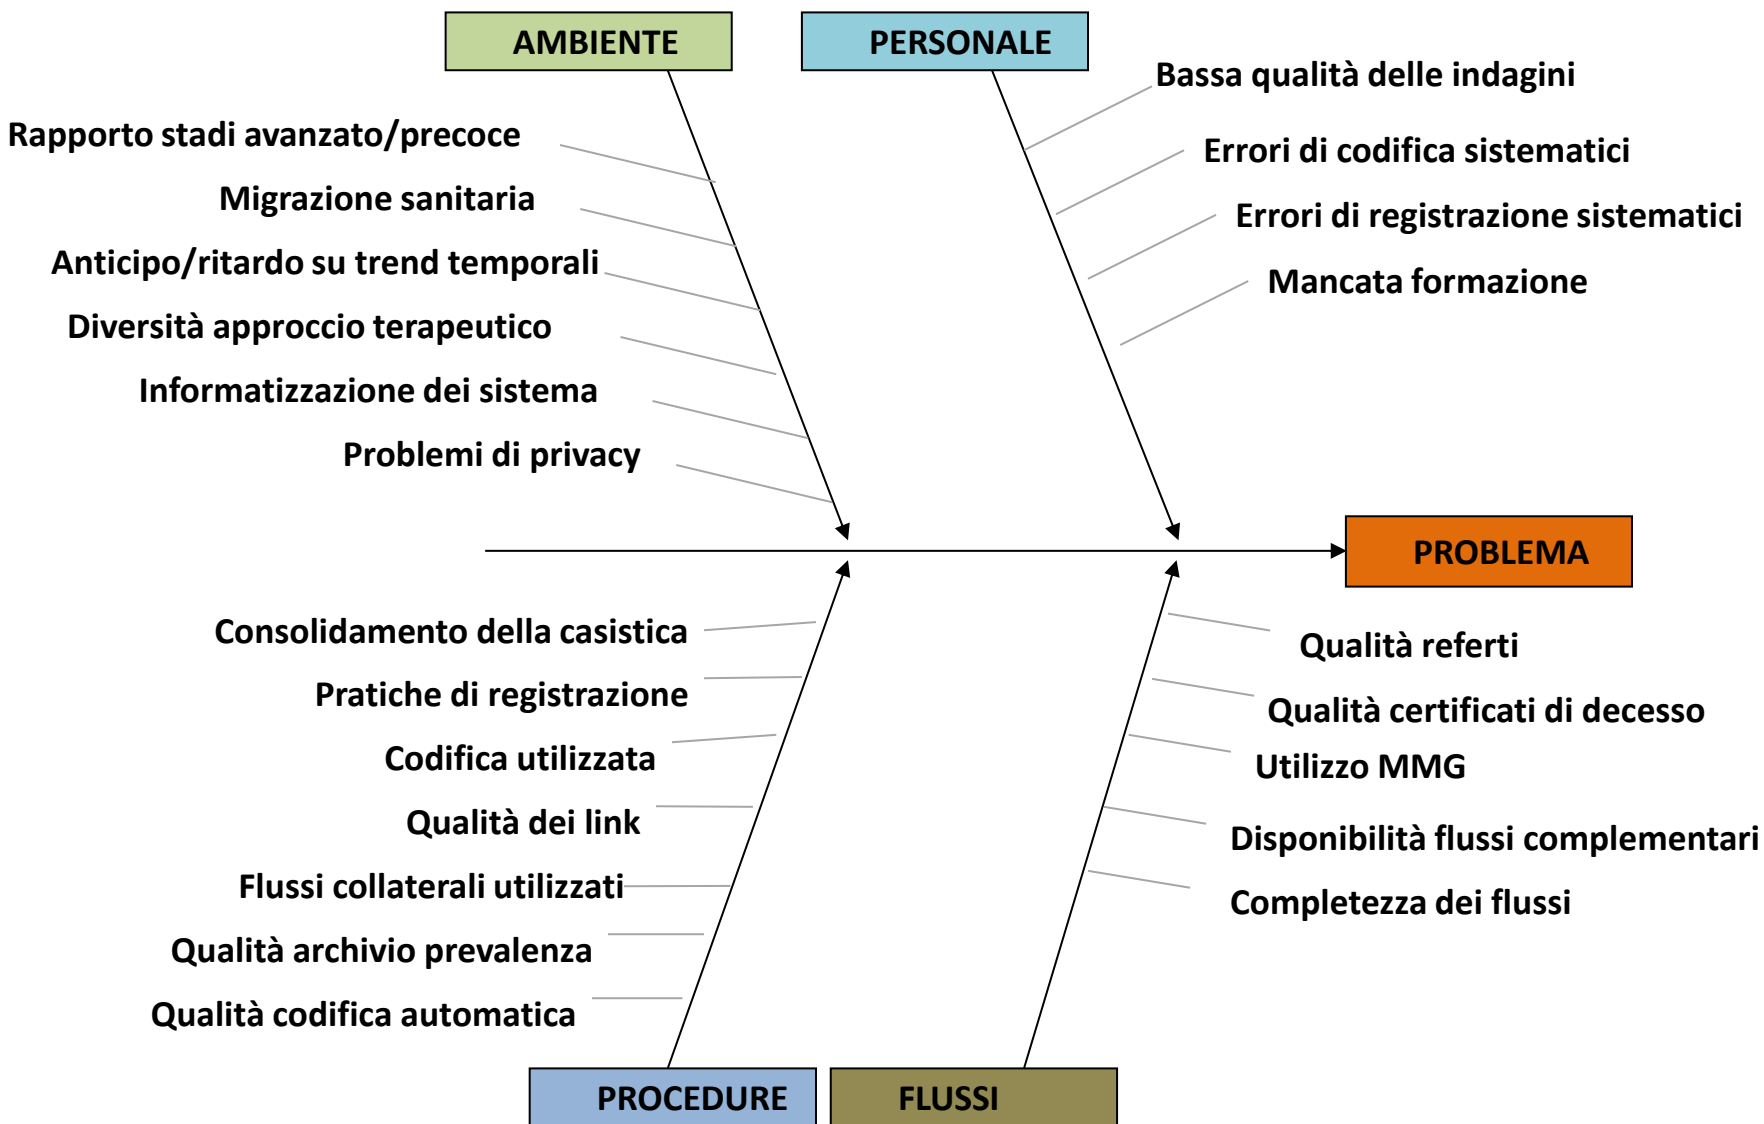 AMBIENTE
PERSONALE
Bassa qualità delle indagini
Rapporto stadi avanzato/precoce
Errori di codifica sistematici
Migrazione sanitaria
Errori di registrazione sistematici
Anticipo/ritardo su trend temporali
Mancata formazione
Diversità approccio terapeutico
Informatizzazione dei sistema
Problemi di privacy
PROBLEMA
Consolidamento della casistica
Qualità referti
Pratiche di registrazione
Qualità certificati di decesso
Codifica utilizzata
Utilizzo MMG
Qualità dei link
Disponibilità flussi complementari
Flussi collaterali utilizzati
Completezza dei flussi
Qualità archivio prevalenza
Qualità codifica automatica
PROCEDURE
FLUSSI